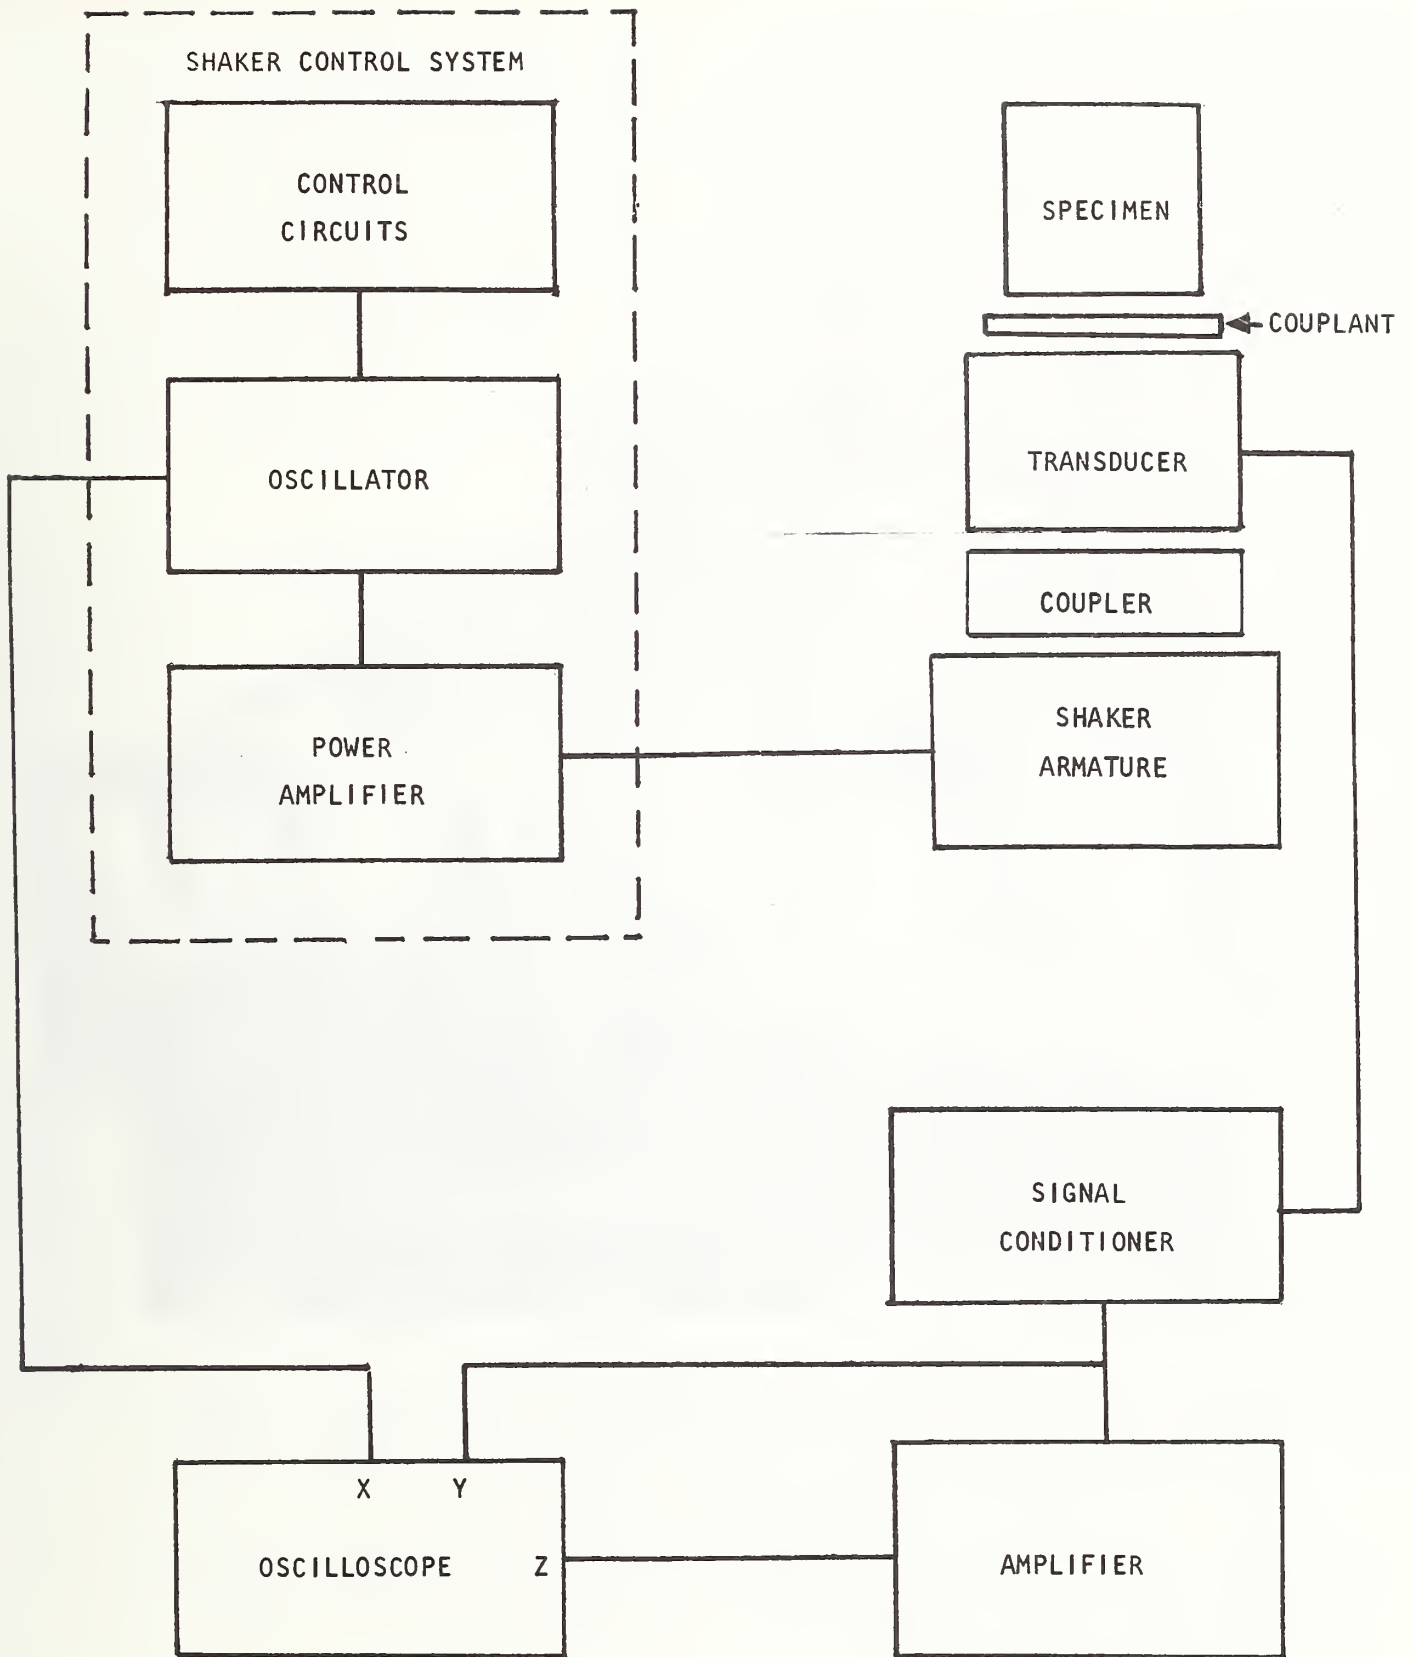 SHAKER CONTROL SYSTEM
CONTROL
CIRCUITS
OSCILLATOR
POWER
AMPLIFIER
SPECIMEN
COUPLANT
TRANSDUCER
COUPLER
SHAKER
ARMATURE
SIGNAL
CONDITIONER
X Y
OSCILLOSCOPE Z
AMPLIFIER